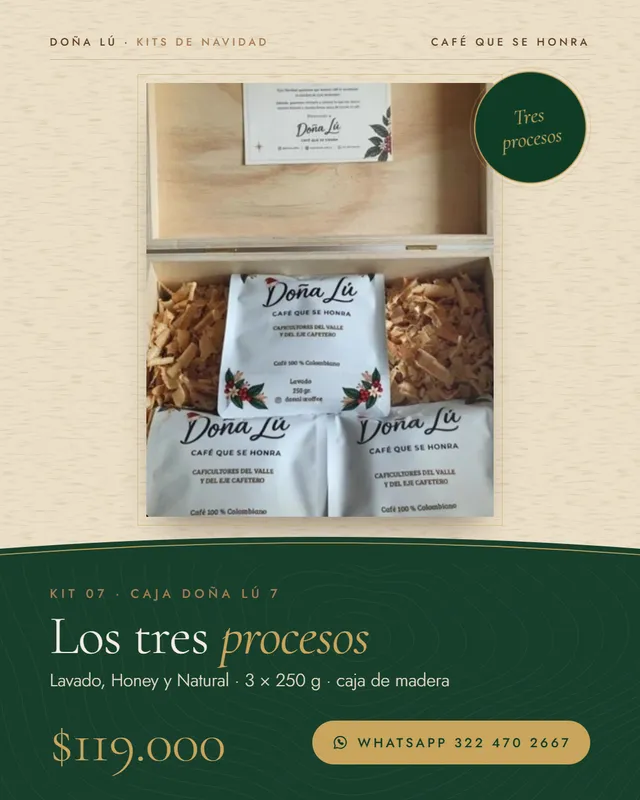 DOÑA LÚ · KITS DE NAVIDAD
CAFÉ QUE SE HONRA
Tres
procesos
Doña Lú
CAFÉ QUE SE HONRA
Doña Lú
CAFÉ QUE SE HONRA
CAFICULTORES DEL VALLE
Y DEL EJE CAFETERO
Café 100 % Colombiano
Lavado
250 gr.
Doña Lú
CAFÉ QUE SE HONRA
CAFICULTORES DEL VALLE
Y DEL EJE CAFETERO
Café 100 % Colombiano
Doña Lú
CAFÉ QUE SE HONRA
CAFICULTORES DEL VALLE
Y DEL EJE CAFETERO
Café 100 % Colombiano
KIT 07 · CAJA DOÑA LÚ 7
Los tres procesos
Lavado, Honey y Natural · 3 × 250 g · caja de madera
$119.000
WHATSAPP 322 470 2667